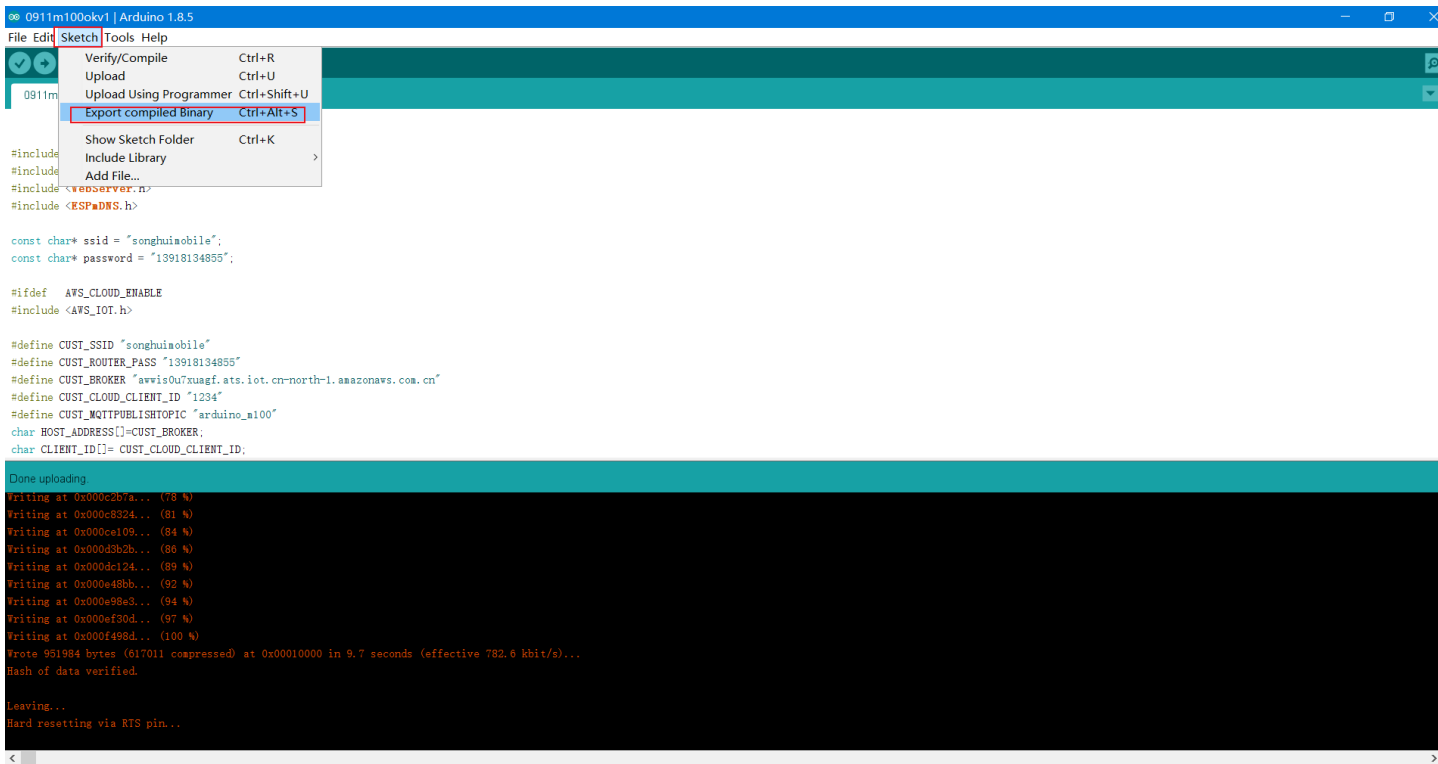 0911m100okv1 | Arduino 1.8.5
File Edit Sketch Tools Help
Verify/Compile Ctrl+R
Upload Ctrl+U
Upload Using Programmer Ctrl+Shift+U
0911m
Export compiled Binary Ctrl+Alt+S
Show Sketch Folder Ctrl+K
#include
Include Library
#include
Add File...
#include <WebServer.h>
#include <ESPmDNS.h>
const char* ssid = "songhuimobile";
const char* password = "13918134855";
#ifdef AWS_CLOUD_ENABLE
#include <AWS_IOT.h>
#define CUST_SSID "songhuimobile"
#define CUST_ROUTER_PASS "13918134855"
#define CUST_BROKER "awwis0u7xuagf.ats.iot.cn-north-1.amazonaws.com.cn"
#define CUST_CLOUD_CLIENT_ID "1234"
#define CUST_MQTTPUBLISHTOPIC "arduino_m100"
char HOST_ADDRESS[]=CUST_BROKER;
char CLIENT_ID[]= CUST_CLOUD_CLIENT_ID;
Done uploading.
Writing at 0x000c2b7a... (78 %)
Writing at 0x000c8324... (81 %)
Writing at 0x000ce109... (84 %)
Writing at 0x000d3b2b... (86 %)
Writing at 0x000dc124... (89 %)
Writing at 0x000e48bb... (92 %)
Writing at 0x000e98e3... (94 %)
Writing at 0x000ef30d... (97 %)
Writing at 0x000f498d... (100 %)
Wrote 951984 bytes (617011 compressed) at 0x00010000 in 9.7 seconds (effective 782.6 kbit/s)...
Hash of data verified.
Leaving...
Hard resetting via RTS pin...